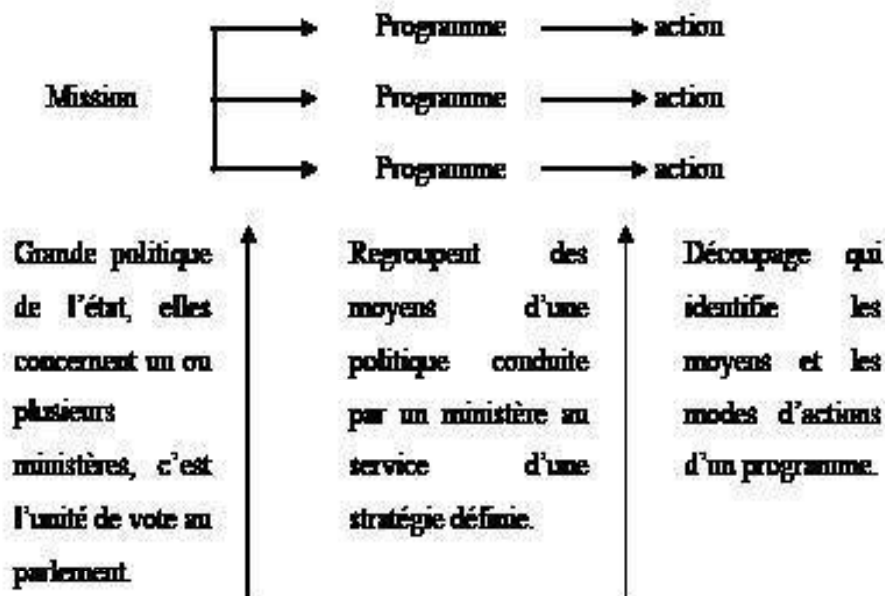 Programme action
Mission Programme action
Programme action
Grande politique
de l'état, elles
concernent un ou
plusieurs
ministères, c'est
l'unité de vote au
parlement.
Regroupent des
moyens d'une
politique conduite
par un ministère au
service d'une
stratégie définie.
Découpage qui
identifie les
moyens et les
modes d'actions
d'un programme.